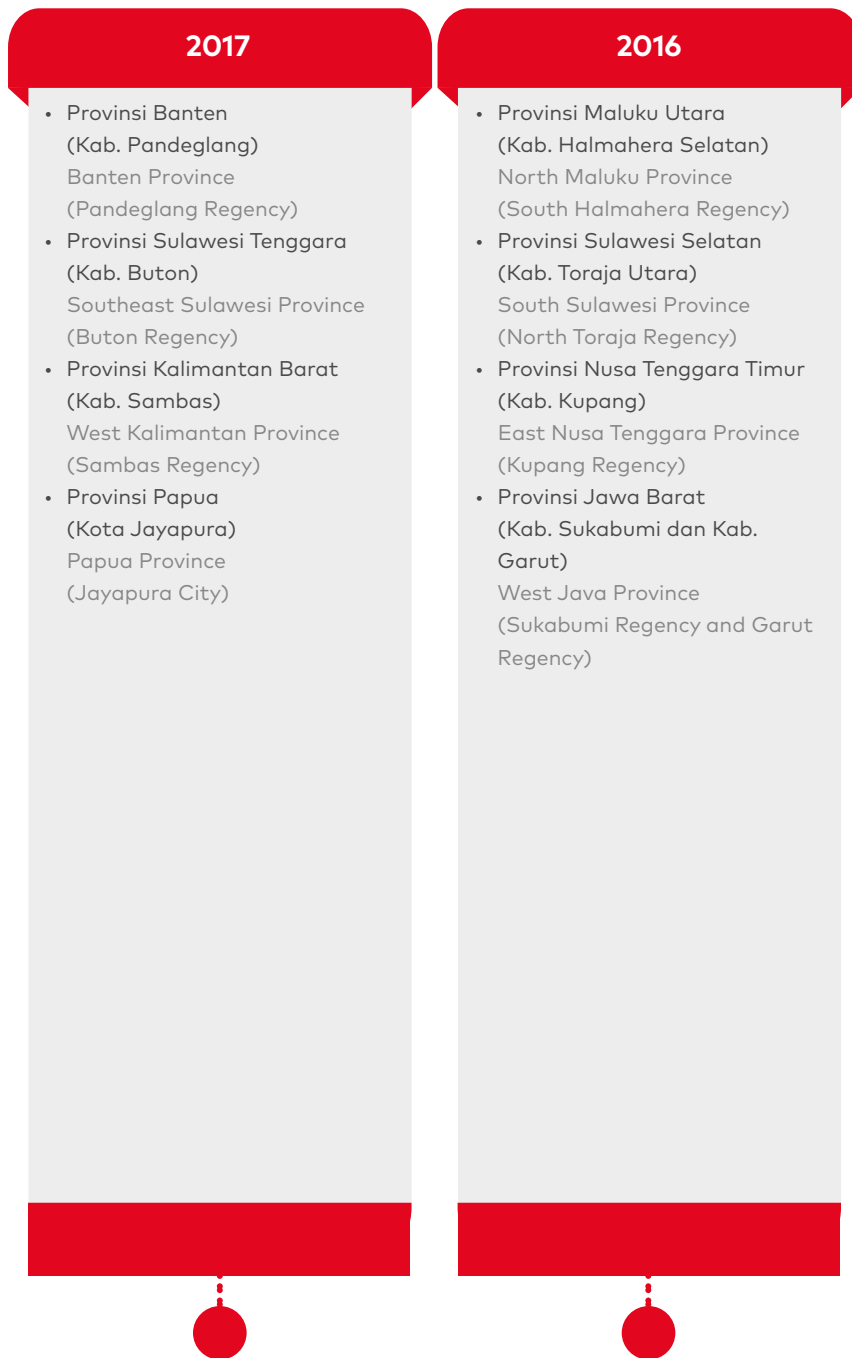 2017
• Provinsi Banten
(Kab. Pandeglang)
Banten Province
(Pandeglang Regency)
• Provinsi Sulawesi Tenggara
(Kab. Buton)
Southeast Sulawesi Province
(Buton Regency)
• Provinsi Kalimantan Barat
(Kab. Sambas)
West Kalimantan Province
(Sambas Regency)
• Provinsi Papua
(Kota Jayapura)
Papua Province
(Jayapura City)
2016
• Provinsi Maluku Utara
(Kab. Halmahera Selatan)
North Maluku Province
(South Halmahera Regency)
• Provinsi Sulawesi Selatan
(Kab. Toraja Utara)
South Sulawesi Province
(North Toraja Regency)
• Provinsi Nusa Tenggara Timur
(Kab. Kupang)
East Nusa Tenggara Province
(Kupang Regency)
• Provinsi Jawa Barat
(Kab. Sukabumi dan Kab.
Garut)
West Java Province
(Sukabumi Regency and Garut
Regency)